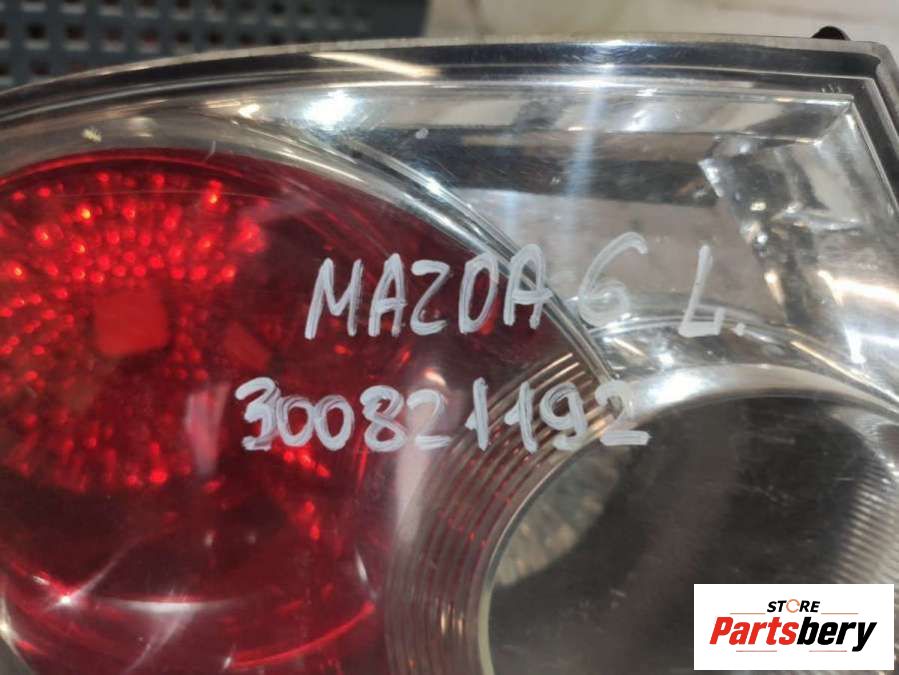 MAZDA 6 L.
300821192
STORE
Partsbery